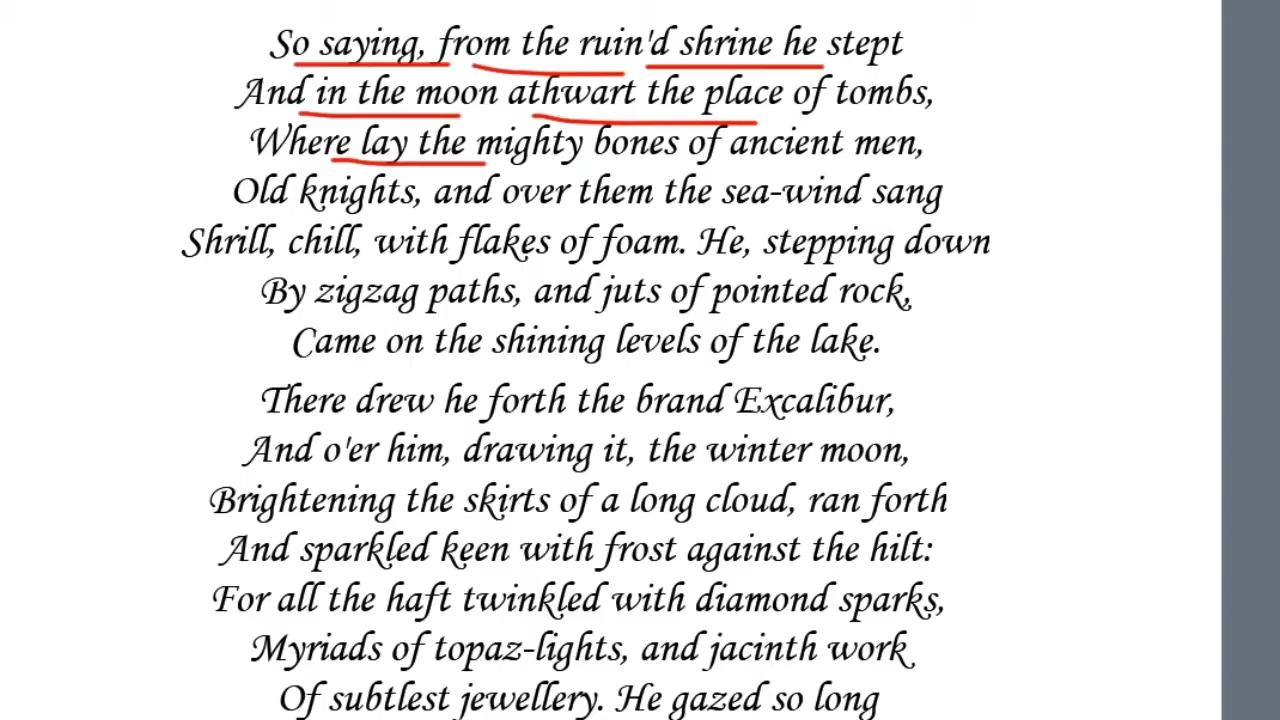 So saying, from the ruin'd shrine he stept
And in the moon athwart the place of tombs,
Where lay the mighty bones of ancient men,
Old knights, and over them the sea-wind sang
Shrill, chill, with flakes of foam. He, stepping down
By zigzag paths, and juts of pointed rock,
Came on the shining levels of the lake.
There drew he forth the brand Excalibur,
And o'er him, drawing it, the winter moon,
Brightening the skirts of a long cloud, ran forth
And sparkled keen with frost against the hilt:
For all the haft twinkled with diamond sparks,
Myriads of topaz-lights, and jacinth work
Of subtlest jewellery. He gazed so long